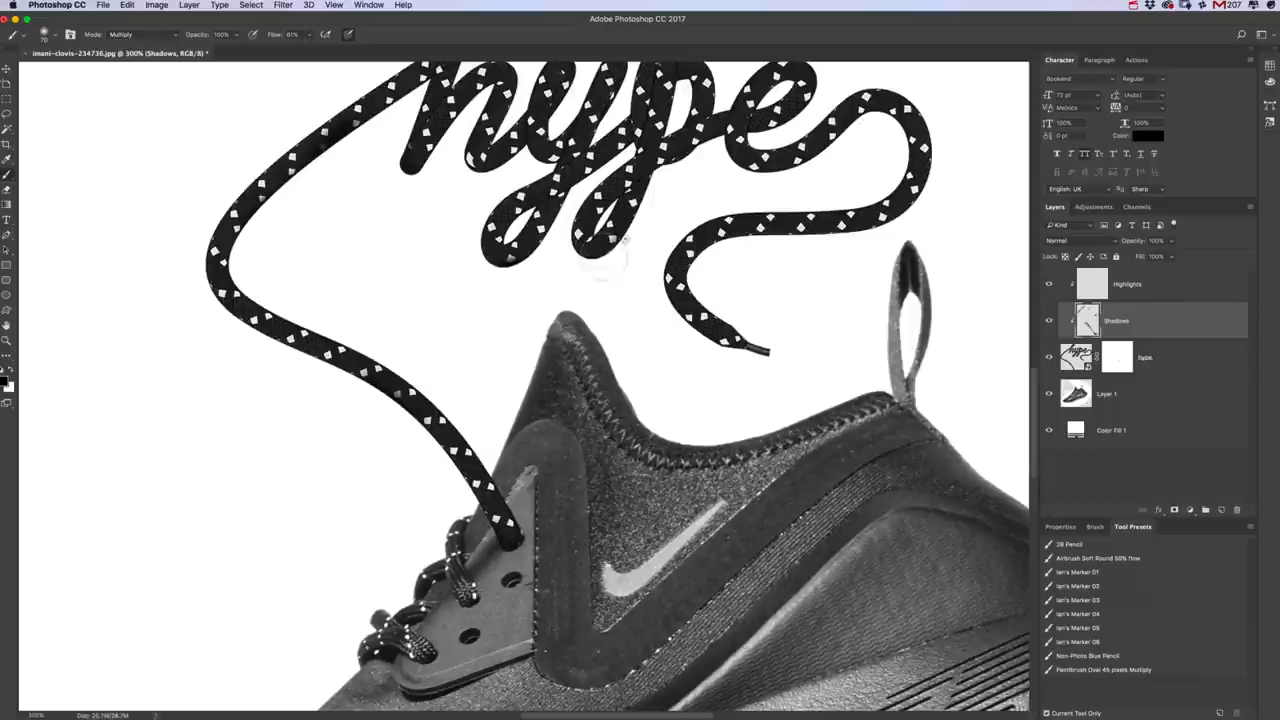 Photoshop CC File Edit Image Layer Type Select Filter 3D View Window Help 207
Adobe Photoshop CC 2017
70 Mode: Multiply Opacity: 100% Flow: 61%
imani-clovis-234736.jpg @ 300% (Shadows, RGB/8) *
hype
Character Paragraph Actions
Bookend Regular
72 pt (Auto)
Metrics 0
100% 100%
0 pt Color:
English: UK Sharp
Layers Adjustments Channels
Kind
Normal Opacity: 100%
Lock: Fill: 100%
Highlights
Shadows
hype
Layer 1
Color Fill 1
Properties Brush Tool Presets
2B Pencil
Airbrush Soft Round 50% flow
Ian's Marker 01
Ian's Marker 02
Ian's Marker 03
Ian's Marker 04
Ian's Marker 05
Ian's Marker 06
Non-Photo Blue Pencil
Paintbrush Oval 45 pixels Multiply
Current Tool Only
300% Doc: 25.7M/28.7M